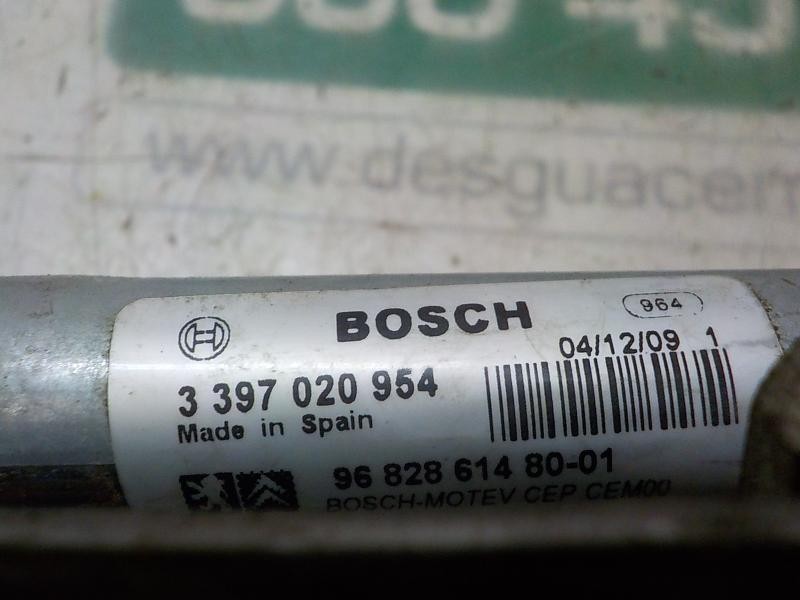 www.desguacem
BOSCH
964
04/12/09 1
3 397 020 954
Made in Spain
96 828 614 80-01
BOSCH-MOTEV CEP CEM00